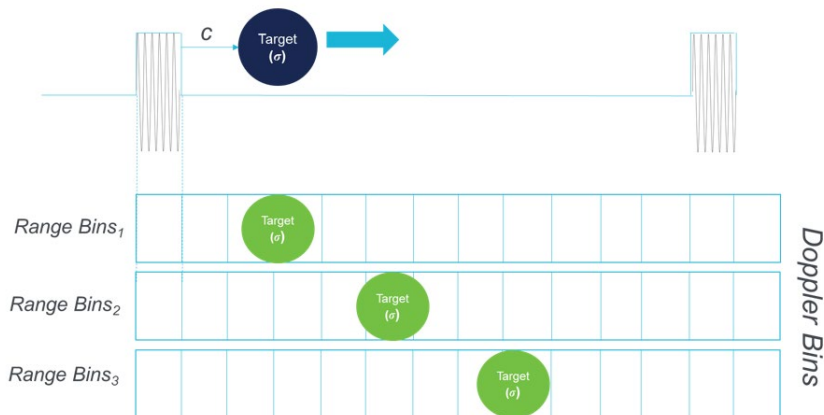 c
Target
(σ)
Range Bins₁
Target
(σ)
Range Bins₂
Target
(σ)
Range Bins₃
Target
(σ)
Doppler Bins